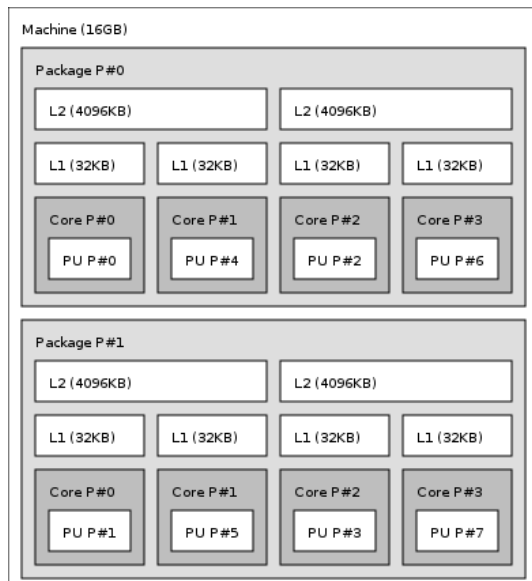 Machine (16GB)
Package P#0
L2 (4096KB) L2 (4096KB)
L1 (32KB) L1 (32KB) L1 (32KB) L1 (32KB)
Core P#0 Core P#1 Core P#2 Core P#3
PU P#0 PU P#4 PU P#2 PU P#6
Package P#1
L2 (4096KB) L2 (4096KB)
L1 (32KB) L1 (32KB) L1 (32KB) L1 (32KB)
Core P#0 Core P#1 Core P#2 Core P#3
PU P#1 PU P#5 PU P#3 PU P#7